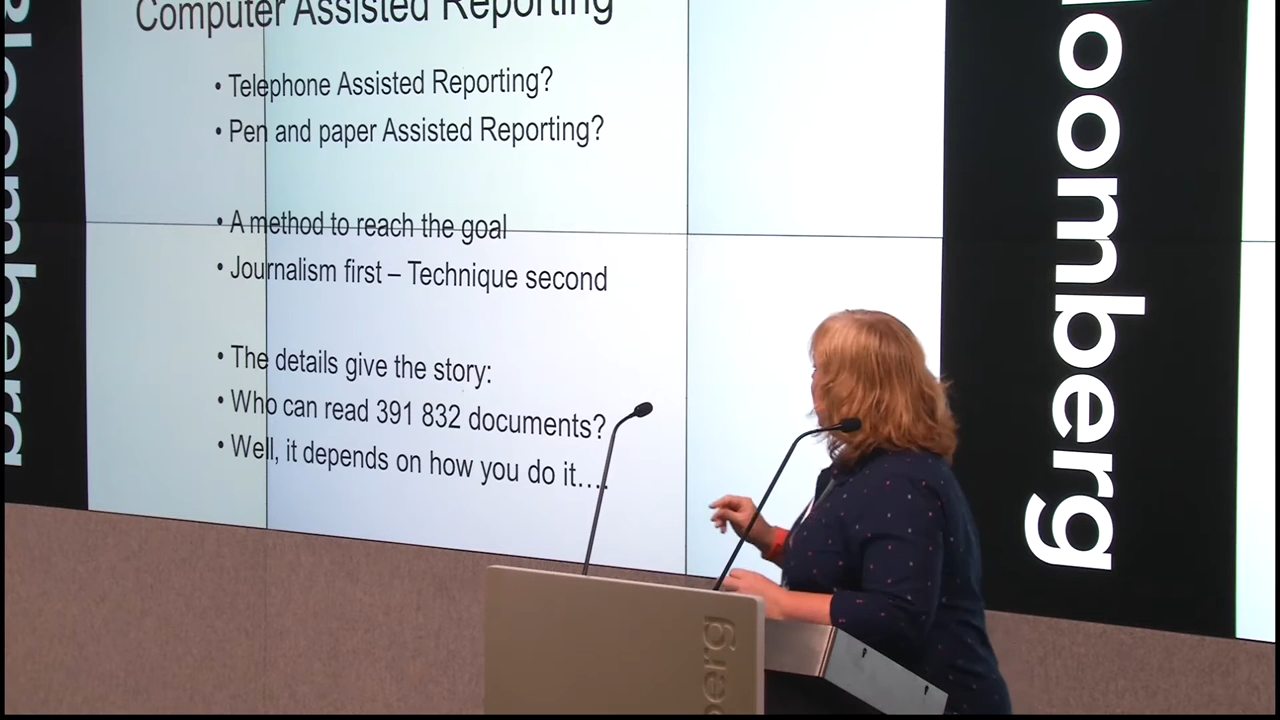 Computer Assisted Reporting
• Telephone Assisted Reporting?
• Pen and paper Assisted Reporting?
• A method to reach the goal
• Journalism first – Technique second
• The details give the story:
• Who can read 391 832 documents?
• Well, it depends on how you do it....
Bloomberg
loomberg
erg